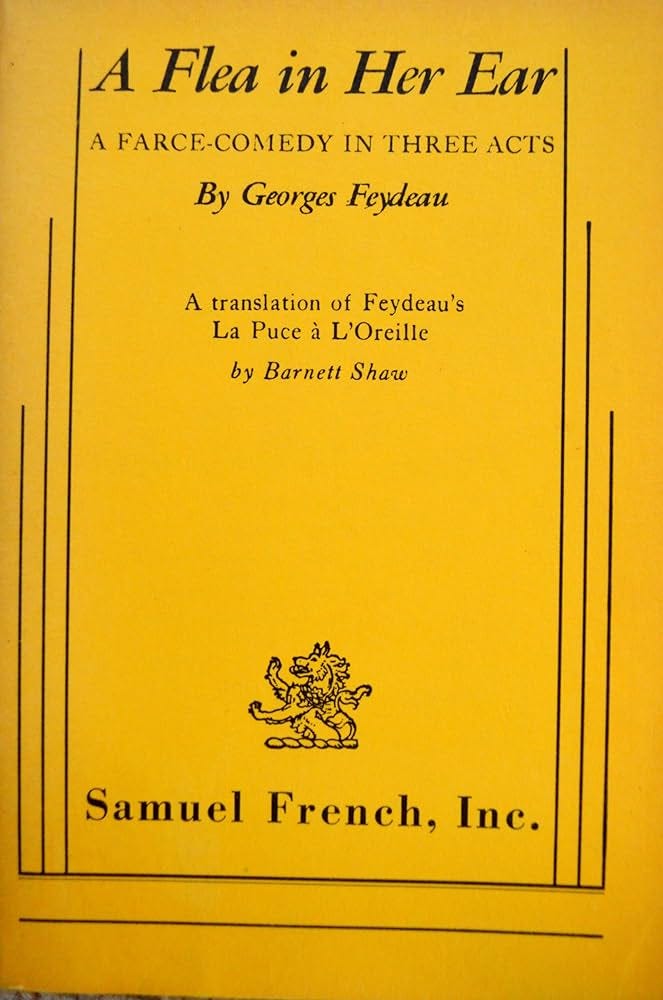 A Flea in Her Ear
A FARCE-COMEDY IN THREE ACTS
By Georges Feydeau
A translation of Feydeau's
La Puce à L'Oreille
by Barnett Shaw
Samuel French, Inc.